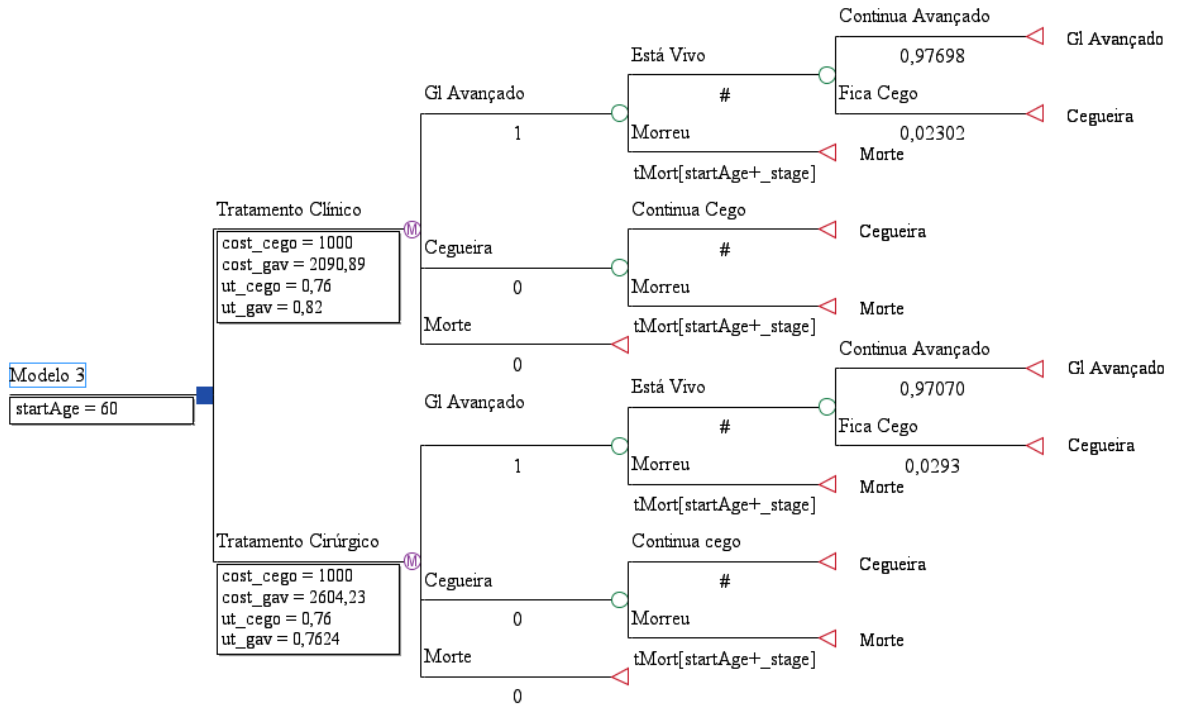 Continua Avançado
Gl Avançado
0,97698
Está Vivo
#
Fica Cego
Cegueira
0,02302
Gl Avançado
1
Morreu
Morte
tMort[startAge+_stage]
Tratamento Clínico
M
cost_cego = 1000
cost_gav = 2090,89
ut_cego = 0,76
ut_gav = 0,82
Continua Cego
Cegueira
#
Cegueira
0
Morreu
Morte
tMort[startAge+_stage]
Morte
0
Modelo 3
startAge = 60
Continua Avançado
Gl Avançado
0,97070
Está Vivo
#
Fica Cego
Cegueira
0,0293
Gl Avançado
1
Morreu
Morte
tMort[startAge+_stage]
Tratamento Cirúrgico
M
cost_cego = 1000
cost_gav = 2604,23
ut_cego = 0,76
ut_gav = 0,7624
Continua cego
Cegueira
#
Cegueira
0
Morreu
Morte
tMort[startAge+_stage]
Morte
0